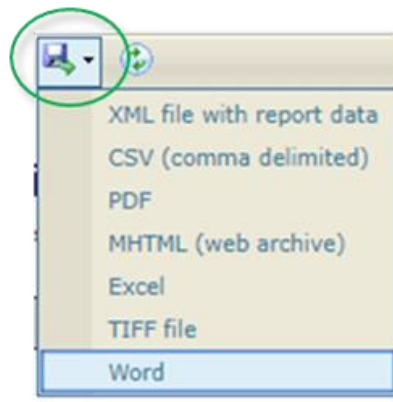 XML file with report data
CSV (comma delimited)
PDF
MHTML (web archive)
Excel
TIFF file
Word